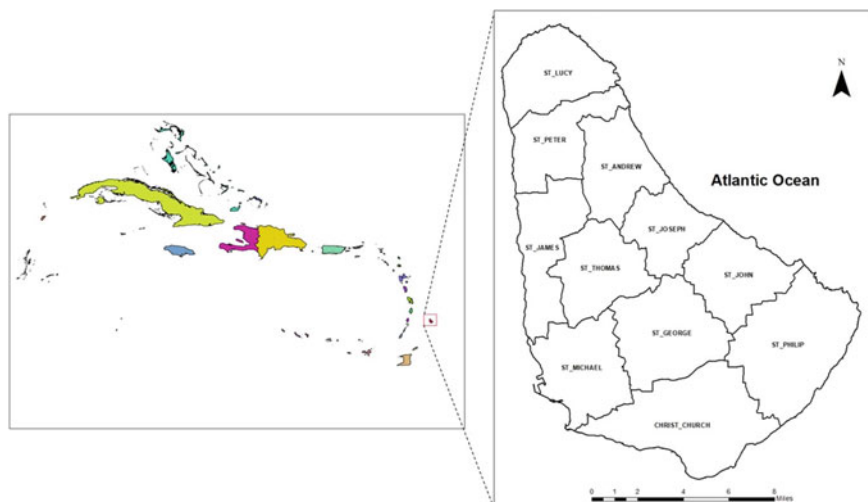 ST_LUCY
N
ST_PETER
ST_ANDREW
Atlantic Ocean
ST_JOSEPH
ST_JAMES
ST_THOMAS
ST_JOHN
ST_GEORGE
ST_PHILIP
ST_MICHAEL
CHRIST_CHURCH
0 1 2 4 6 8
Miles